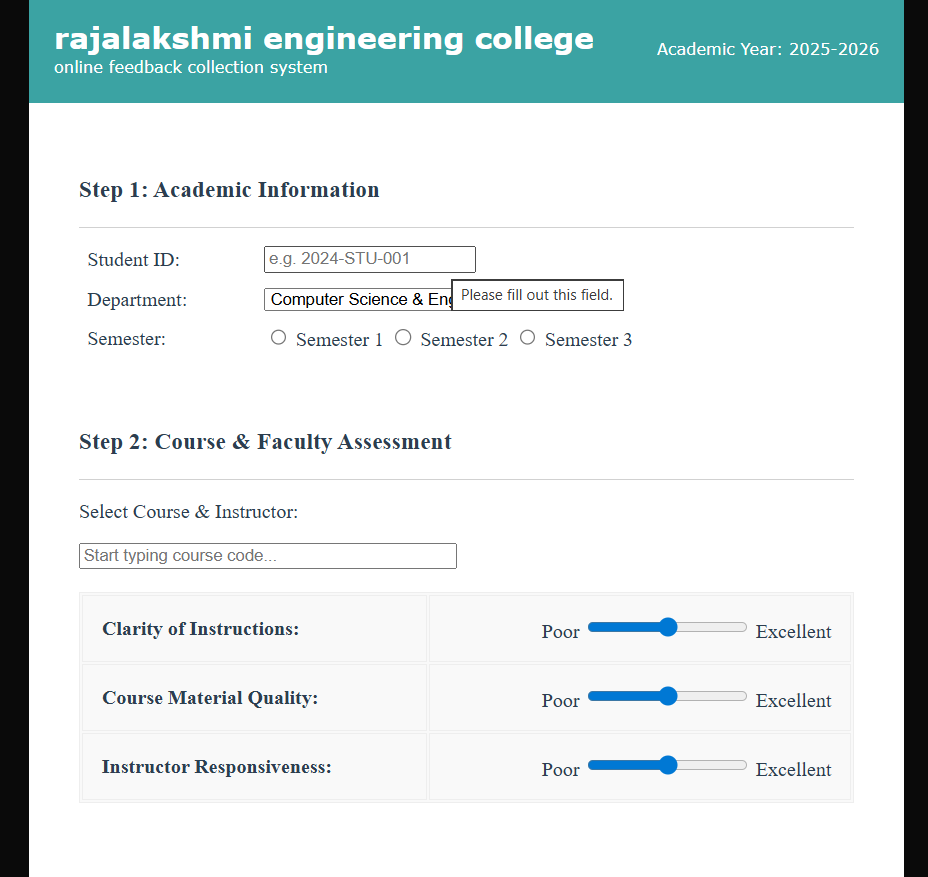 rajalakshmi engineering college
online feedback collection system
Academic Year: 2025-2026
Step 1: Academic Information
Student ID: e.g. 2024-STU-001
Please fill out this field.
Department: Computer Science &
Semester: Semester 1 Semester 2 Semester 3
Step 2: Course & Faculty Assessment
Select Course & Instructor:
Start typing course code...
Clarity of Instructions: Poor Excellent
Course Material Quality: Poor Excellent
Instructor Responsiveness: Poor Excellent